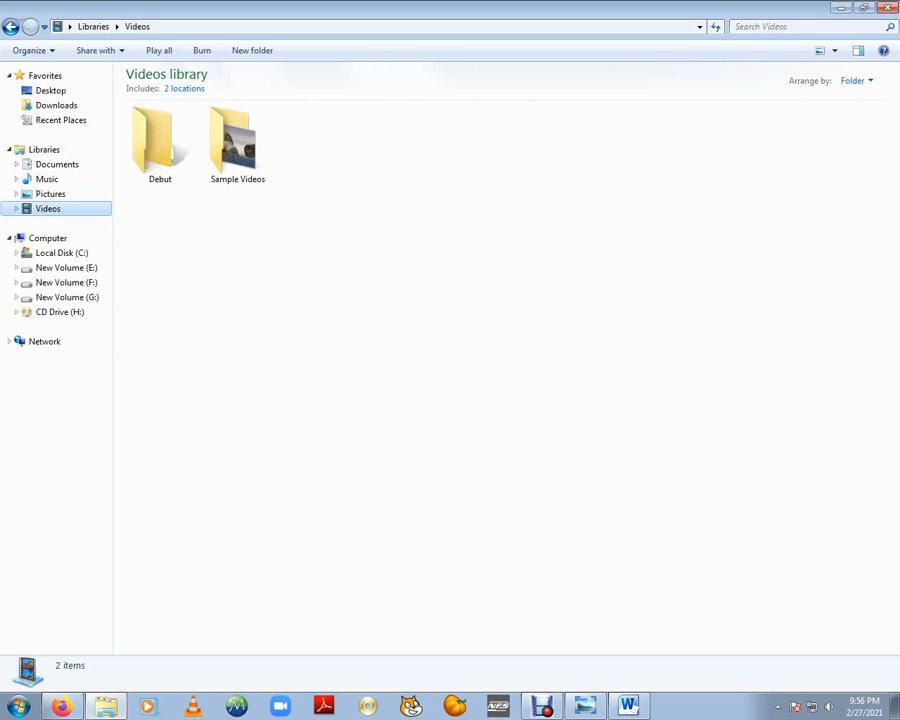 Libraries Videos
Search Videos
Organize Share with Play all Burn New folder
Favorites
Desktop
Downloads
Recent Places
Libraries
Documents
Music
Pictures
Videos
Computer
Local Disk (C:)
New Volume (E:)
New Volume (F:)
New Volume (G:)
CD Drive (H:)
Network
Videos library
Includes: 2 locations
Arrange by: Folder
Debut
Sample Videos
2 items
NFS
W
9:56 PM
2/27/2021